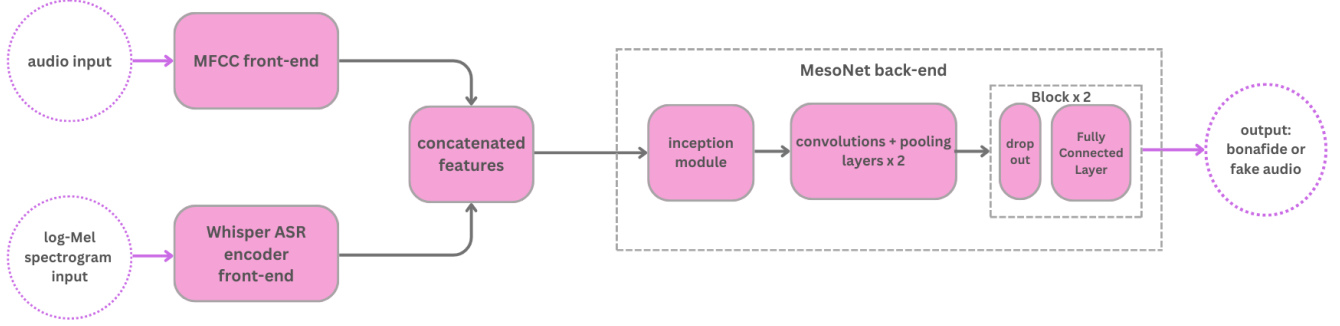 audio input
MFCC front-end
log-Mel
spectrogram
input
Whisper ASR
encoder
front-end
concatenated
features
MesoNet back-end
inception
module
convolutions + pooling
layers x 2
Block x 2
drop
out
Fully
Connected
Layer
output:
bonafide or
fake audio